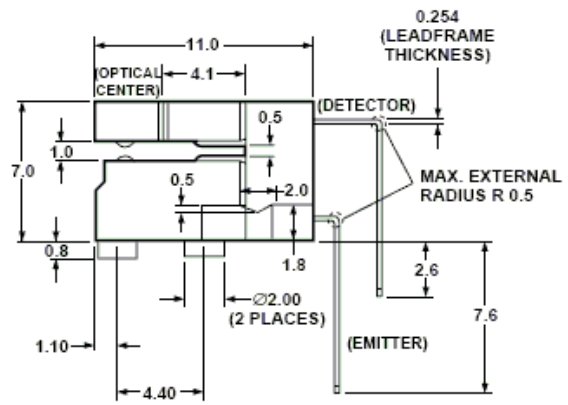 0.254
(LEADFRAME
THICKNESS)
11.0
(OPTICAL
CENTER)
4.1
(DETECTOR)
0.5
1.0
7.0
MAX. EXTERNAL
RADIUS R 0.5
0.5
2.0
0.8
1.8
2.6
Ø2.00
(2 PLACES)
7.6
1.10
(EMITTER)
4.40